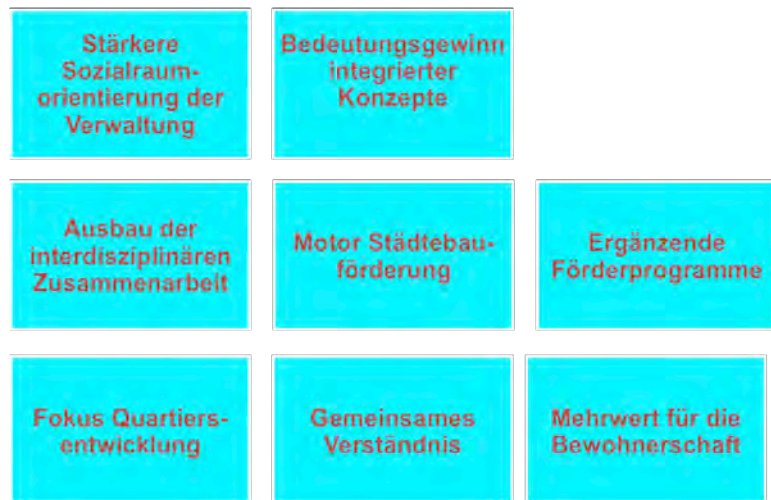 Stärkere
Sozialraum-
orientierung der
Verwaltung
Bedeutungsgewinn
integrierter
Konzepte
Ausbau der
interdisziplinären
Zusammenarbeit
Motor Städtebau-
förderung
Ergänzende
Förderprogramme
Fokus Quartiers-
entwicklung
Gemeinsames
Verständnis
Mehrwert für die
Bewohnerschaft